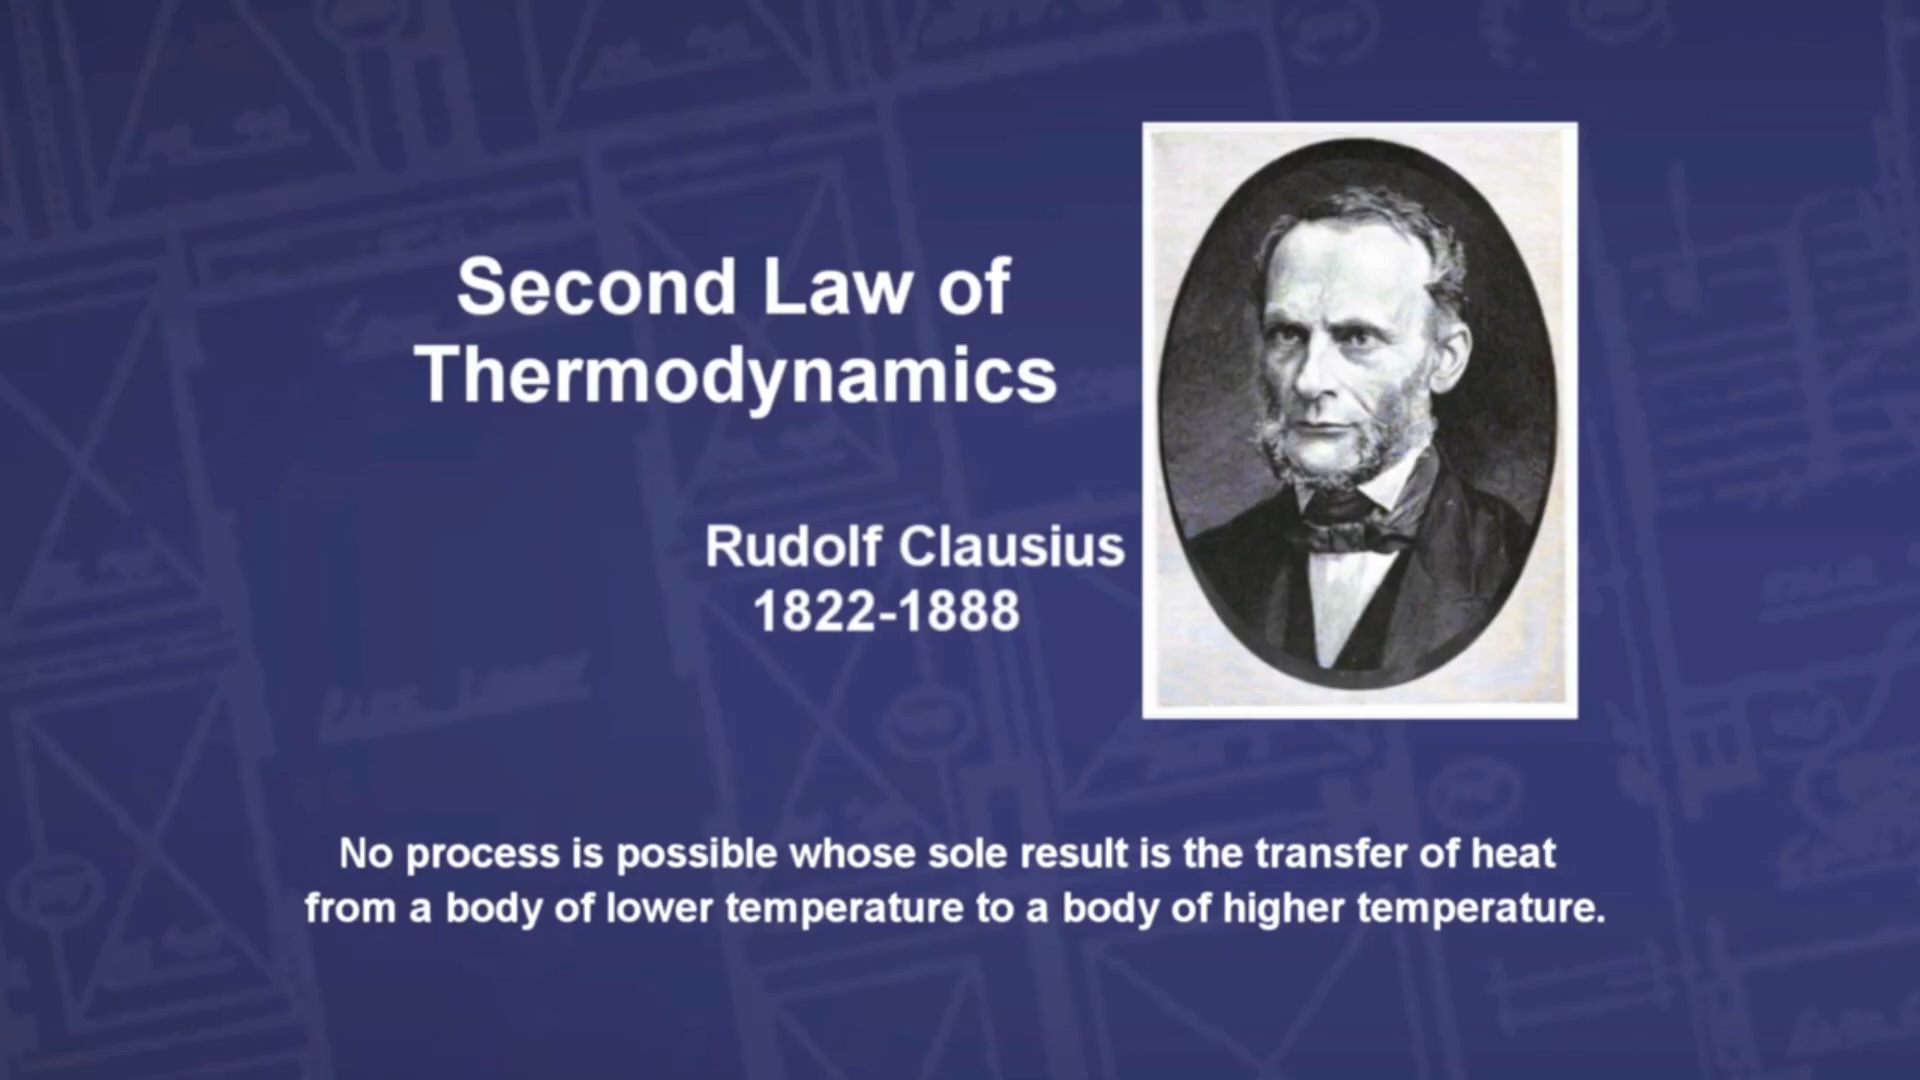 Second Law of
Thermodynamics
Rudolf Clausius
1822-1888
No process is possible whose sole result is the transfer of heat
from a body of lower temperature to a body of higher temperature.